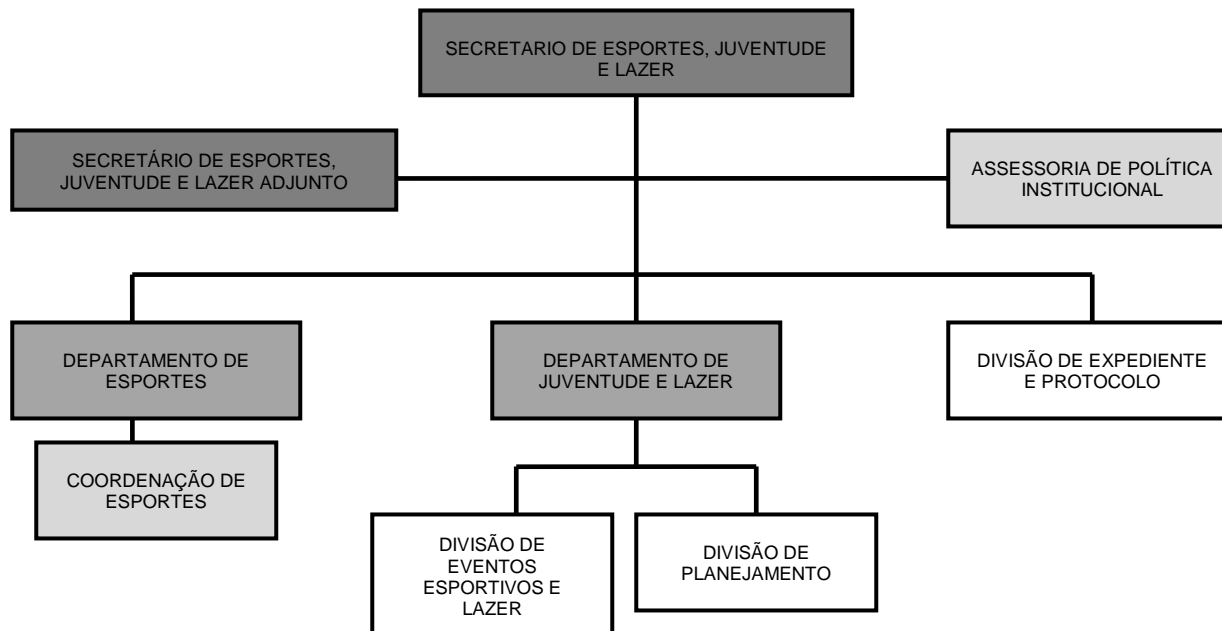 SECRETARIO DE ESPORTES, JUVENTUDE
E LAZER
SECRETÁRIO DE ESPORTES,
JUVENTUDE E LAZER ADJUNTO
ASSESSORIA DE POLÍTICA
INSTITUCIONAL
DEPARTAMENTO DE
ESPORTES
DEPARTAMENTO DE
JUVENTUDE E LAZER
DIVISÃO DE EXPEDIENTE
E PROTOCOLO
COORDENAÇÃO DE
ESPORTES
DIVISÃO DE
EVENTOS
ESPORTIVOS E
LAZER
DIVISÃO DE
PLANEJAMENTO